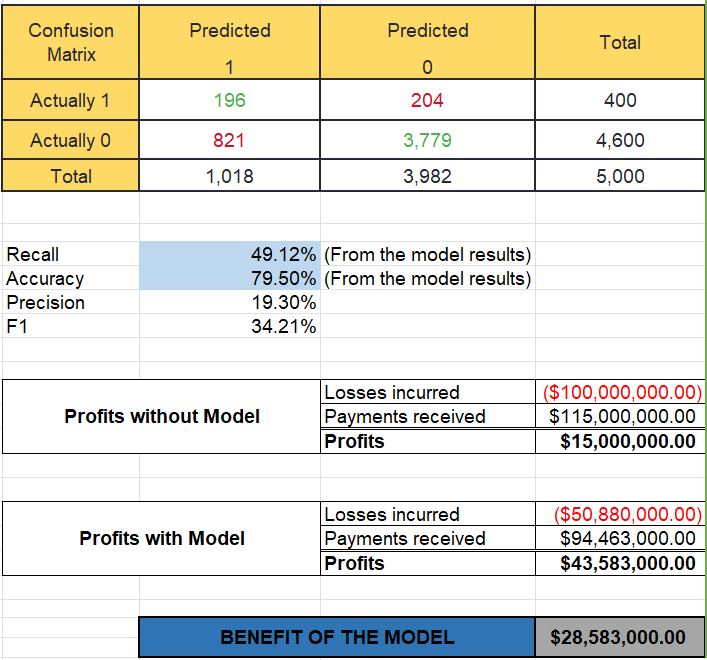 Confusion Matrix Predicted 1 Predicted 0 Total
Actually 1 196 204 400
Actually 0 821 3,779 4,600
Total 1,018 3,982 5,000
Recall 49.12% (From the model results)
Accuracy 79.50% (From the model results)
Precision 19.30%
F1 34.21%
Profits without Model
Losses incurred ($100,000,000.00)
Payments received $115,000,000.00
Profits $15,000,000.00
Profits with Model
Losses incurred ($50,880,000.00)
Payments received $94,463,000.00
Profits $43,583,000.00
BENEFIT OF THE MODEL $28,583,000.00